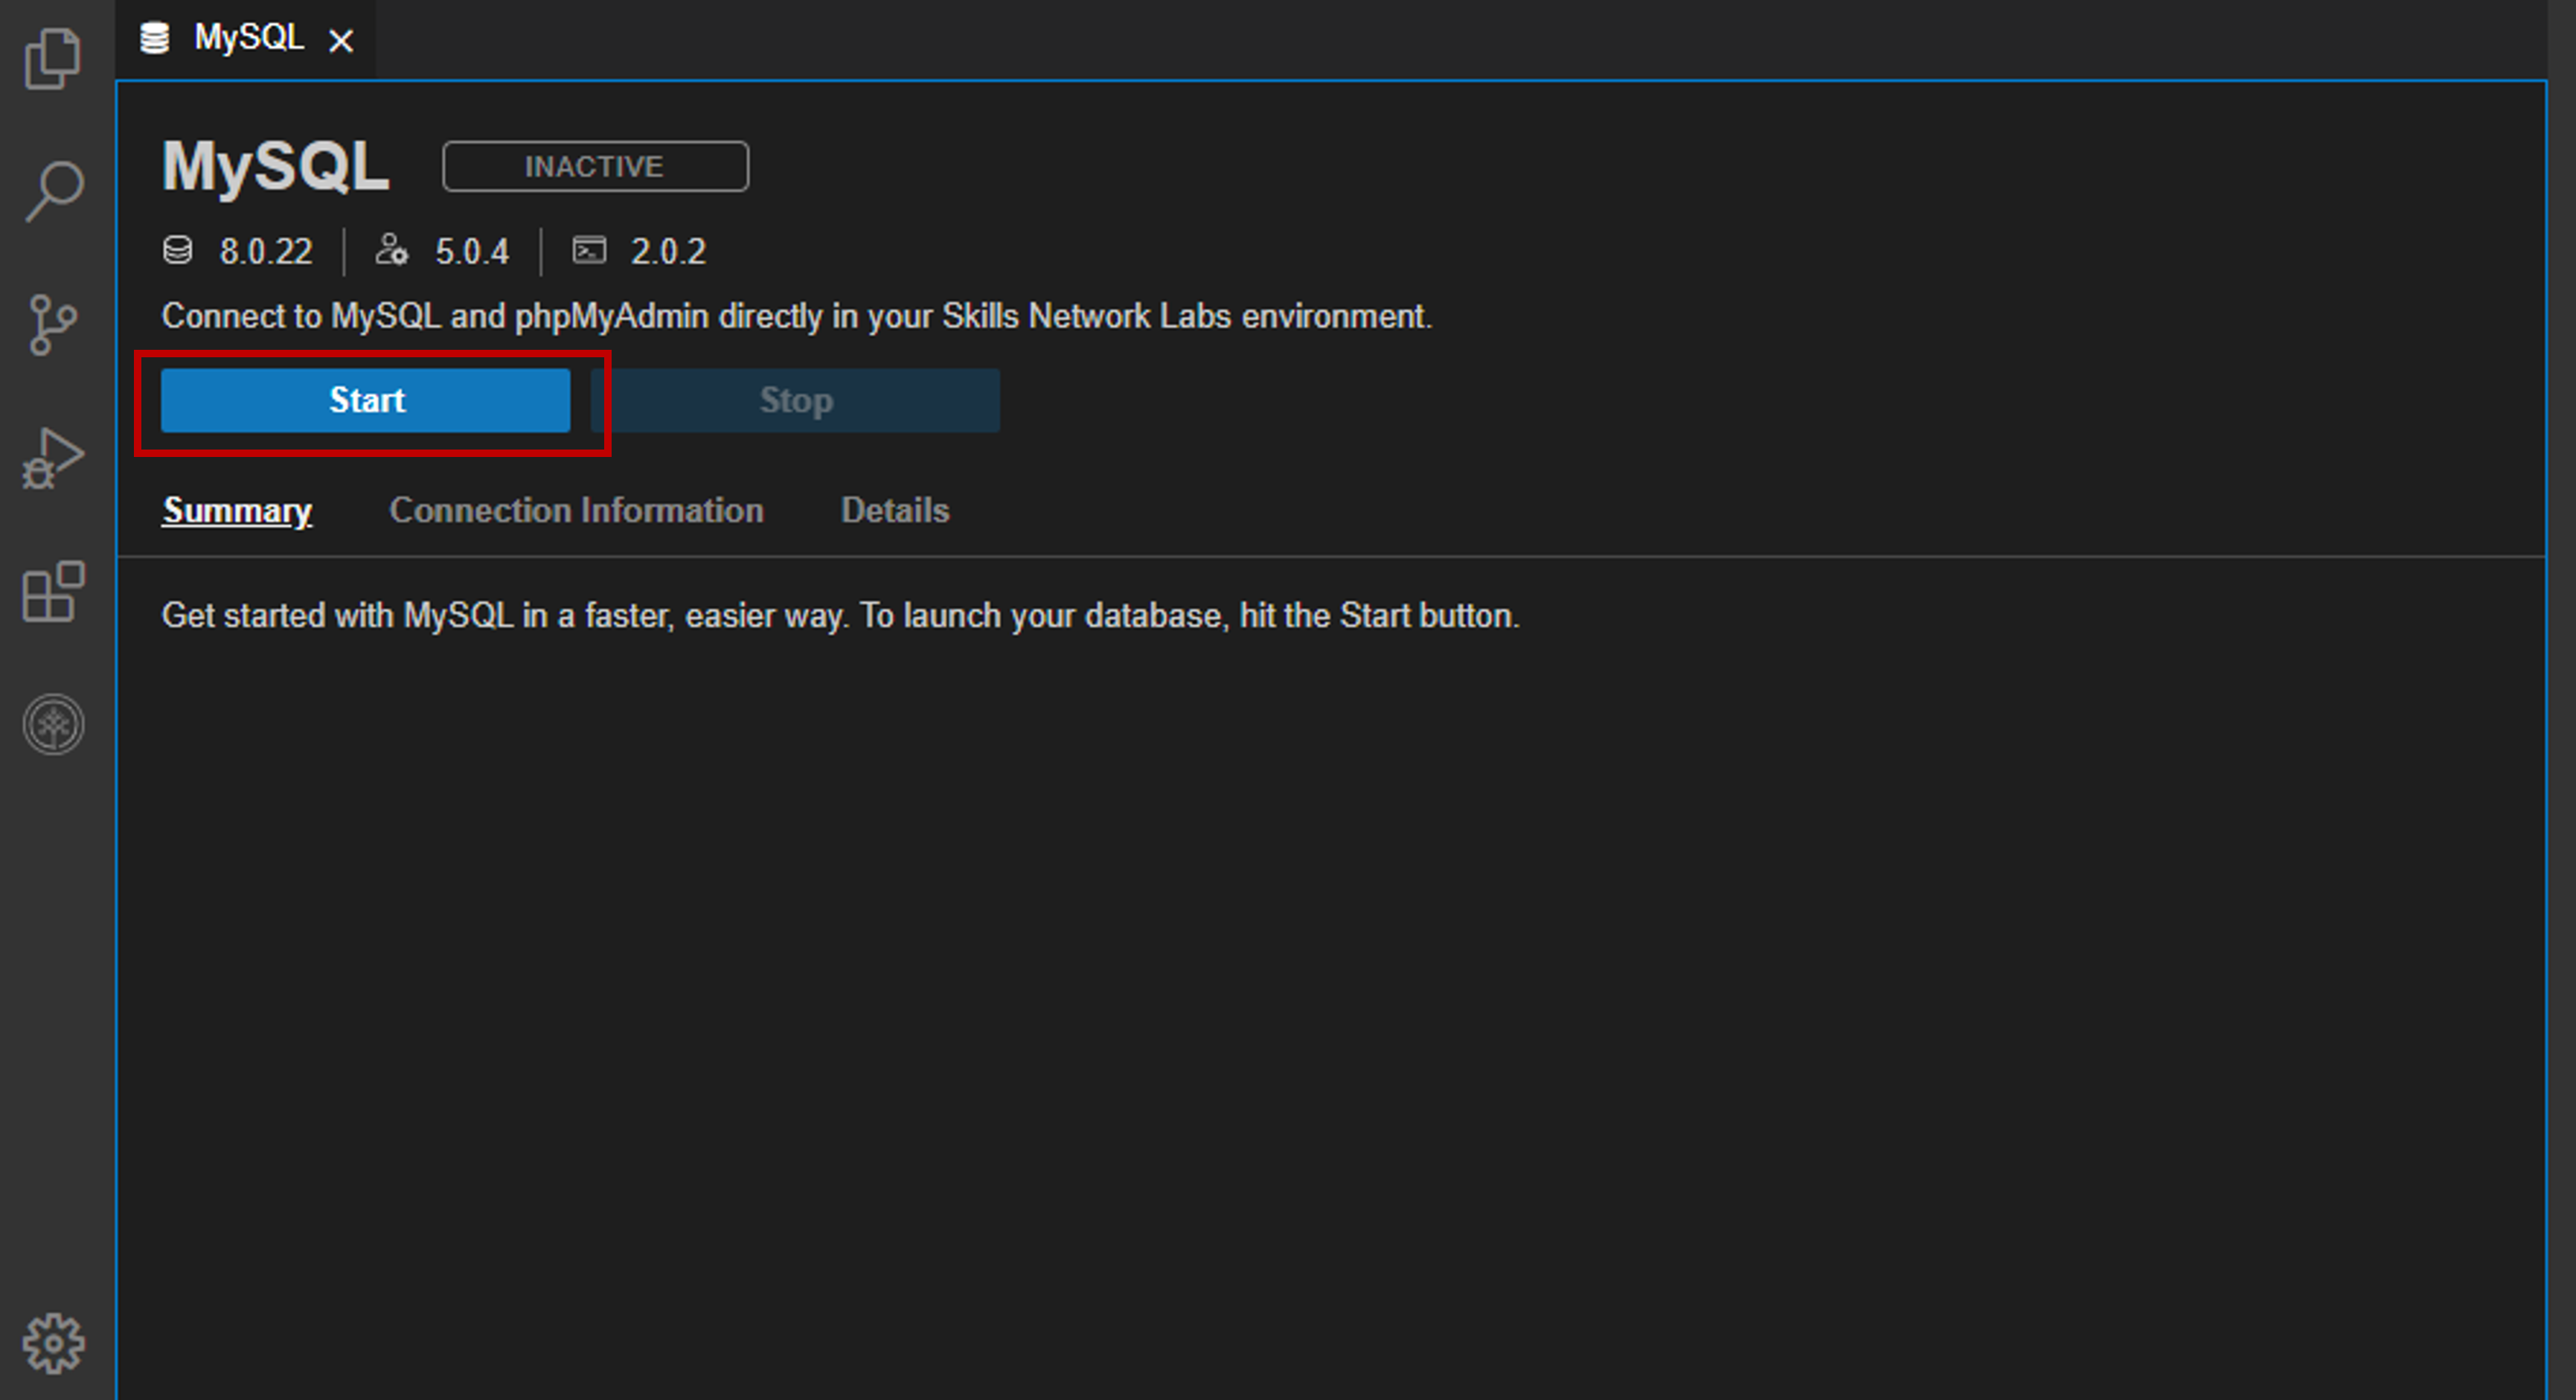 MySQL
MySQL INACTIVE
8.0.22 5.0.4 2.0.2
Connect to MySQL and phpMyAdmin directly in your Skills Network Labs environment.
Start Stop
Summary Connection Information Details
Get started with MySQL in a faster, easier way. To launch your database, hit the Start button.